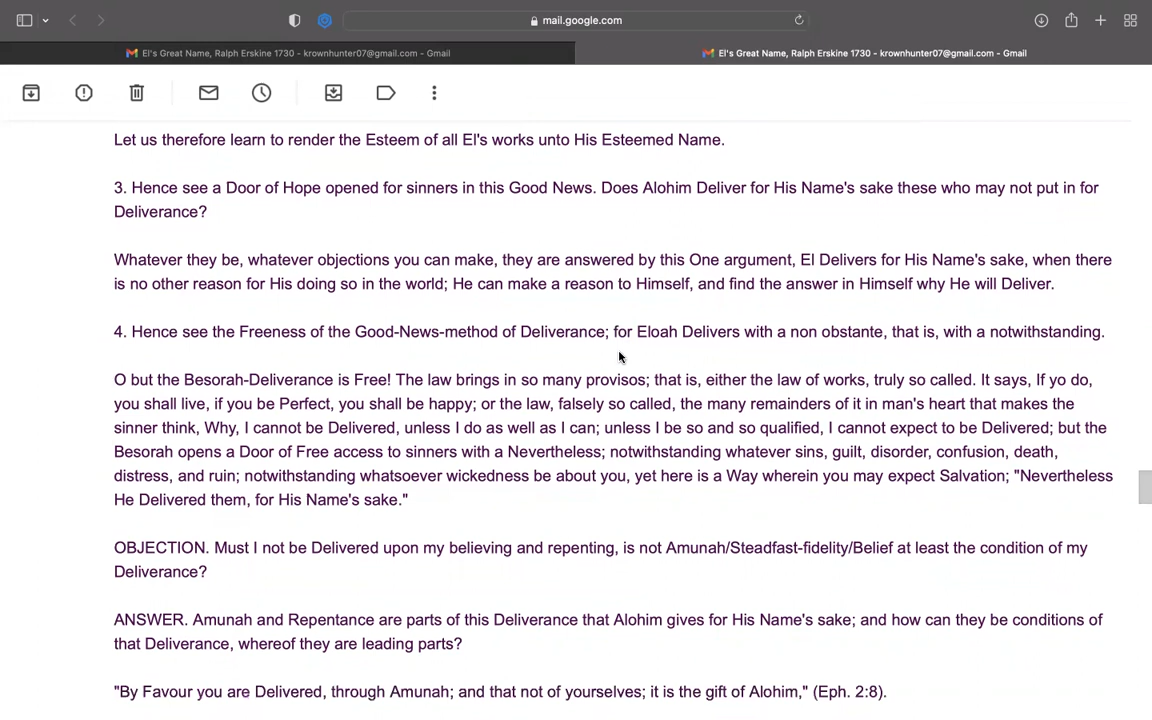 mail.google.com
El's Great Name, Ralph Erskine 1730 - krownhunter07@gmail.com - Gmail
El's Great Name, Ralph Erskine 1730 - krownhunter07@gmail.com - Gmail
Let us therefore learn to render the Esteem of all El's works unto His Esteemed Name.
3. Hence see a Door of Hope opened for sinners in this Good News. Does Alohim Deliver for His Name's sake these who may not put in for
Deliverance?
Whatever they be, whatever objections you can make, they are answered by this One argument, El Delivers for His Name's sake, when there
is no other reason for His doing so in the world; He can make a reason to Himself, and find the answer in Himself why He will Deliver.
4. Hence see the Freeness of the Good-News-method of Deliverance; for Eloah Delivers with a non obstante, that is, with a notwithstanding.
O but the Besorah-Deliverance is Free! The law brings in so many provisos; that is, either the law of works, truly so called. It says, If yo do,
you shall live, if you be Perfect, you shall be happy; or the law, falsely so called, the many remainders of it in man's heart that makes the
sinner think, Why, I cannot be Delivered, unless I do as well as I can; unless I be so and so qualified, I cannot expect to be Delivered; but the
Besorah opens a Door of Free access to sinners with a Nevertheless; notwithstanding whatever sins, guilt, disorder, confusion, death,
distress, and ruin; notwithstanding whatsoever wickedness be about you, yet here is a Way wherein you may expect Salvation; "Nevertheless
He Delivered them, for His Name's sake."
OBJECTION. Must I not be Delivered upon my believing and repenting, is not Amunah/Steadfast-fidelity/Belief at least the condition of my
Deliverance?
ANSWER. Amunah and Repentance are parts of this Deliverance that Alohim gives for His Name's sake; and how can they be conditions of
that Deliverance, whereof they are leading parts?
"By Favour you are Delivered, through Amunah; and that not of yourselves; it is the gift of Alohim," (Eph. 2:8).